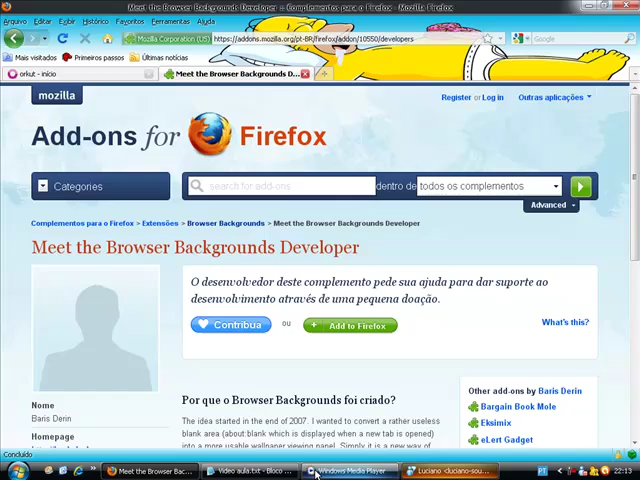 Meet the Browser Backgrounds Developer :: Complementos para o Firefox - Mozilla Firefox
Arquivo Editar Exibir Histórico Favoritos Ferramentas Ajuda
Mozilla Corporation (US) https://addons.mozilla.org/pt-BR/firefox/addon/10550/developers
Google
Mais visitados Primeiros passos Últimas notícias
orkut - início Meet the Browser Backgrounds D...
mozilla
Register or Log in Outras aplicações
Add-ons for Firefox
Categories search for add-ons dentro de todos os complementos
Advanced
Complementos para o Firefox > Extensões > Browser Backgrounds > Meet the Browser Backgrounds Developer
Meet the Browser Backgrounds Developer
O desenvolvedor deste complemento pede sua ajuda para dar suporte ao
desenvolvimento através de uma pequena doação.
Contribua ou Add to Firefox What's this?
Nome
Baris Derin
Homepage
Por que o Browser Backgrounds foi criado?
The idea started in the end of 2007. I wanted to convert a rather useless
blank area (about:blank which is displayed when a new tab is opened)
into a more usable wallpaper viewing panel. Simply it is a new way of
Other add-ons by Baris Derin
Bargain Book Mole
Eksimix
eLert Gadget
Concluído
Iniciar Meet the Browser Bac... Video aula.txt - Bloco ... Windows Media Player Luciano <luciano-sou... PT 22:13